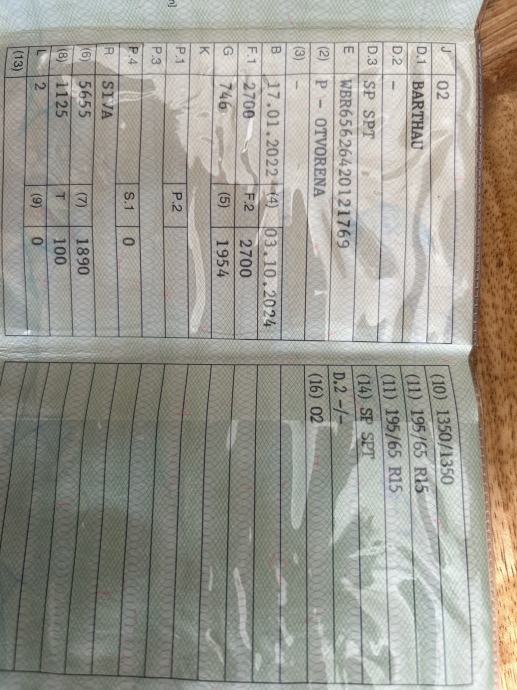 J O2
D.1 BARTHAU
D.2 -
D.3 SP SPT
E WBR65626420121769
(2) P - OTVORENA
(3) -
B 17.01.2022 (4) 03.10.2024
F.1 2700 F.2 2700
G 746 (5) 1954
K
P.1 P.2
P.3
P.4 S.1 0
R SIVA
(6) 5655 (7) 1890
(8) 1125 T 100
L 2 (9) 0
(13)
(10) 1350/1350
(11) 195/65 R15
(11) 195/65 R15
(14) SP SPT
D.2 -/-
(16) O2